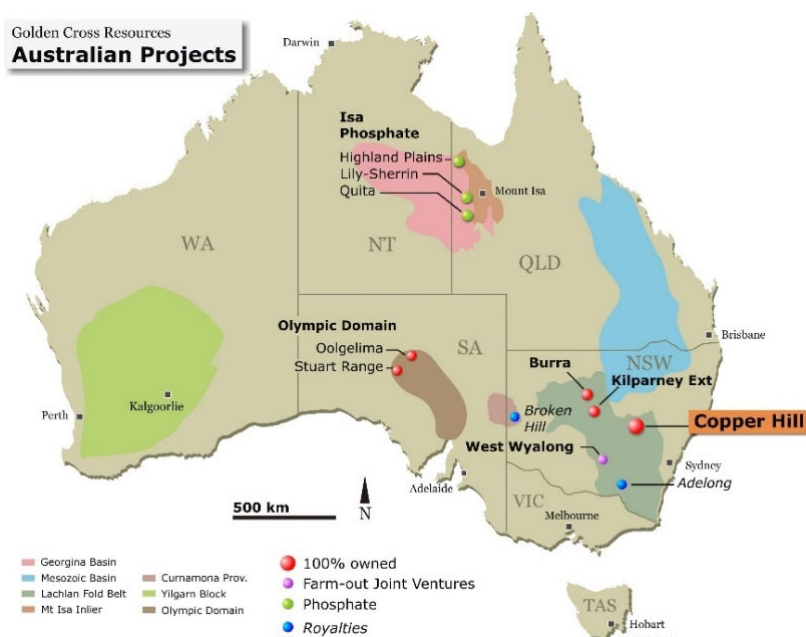 Golden Cross Resources
Australian Projects
Darwin
Isa
Phosphate
Highland Plains
Lily-Sherrin
Quita
Mount Isa
WA
NT
QLD
Olympic Domain
Oolgelima
Stuart Range
SA
Brisbane
NSW
Burra
Kilparney Ext
Perth
Kalgoorlie
Broken
Hill
Copper Hill
West Wyalong
Sydney
Adelaide
Adelong
500 km
N
VIC
Melbourne
Georgina Basin
Mesozoic Basin
Lachlan Fold Belt
Mt Isa Inlier
Curnamona Prov.
Yilgarn Block
Olympic Domain
100% owned
Farm-out Joint Ventures
Phosphate
Royalties
TAS
Hobart